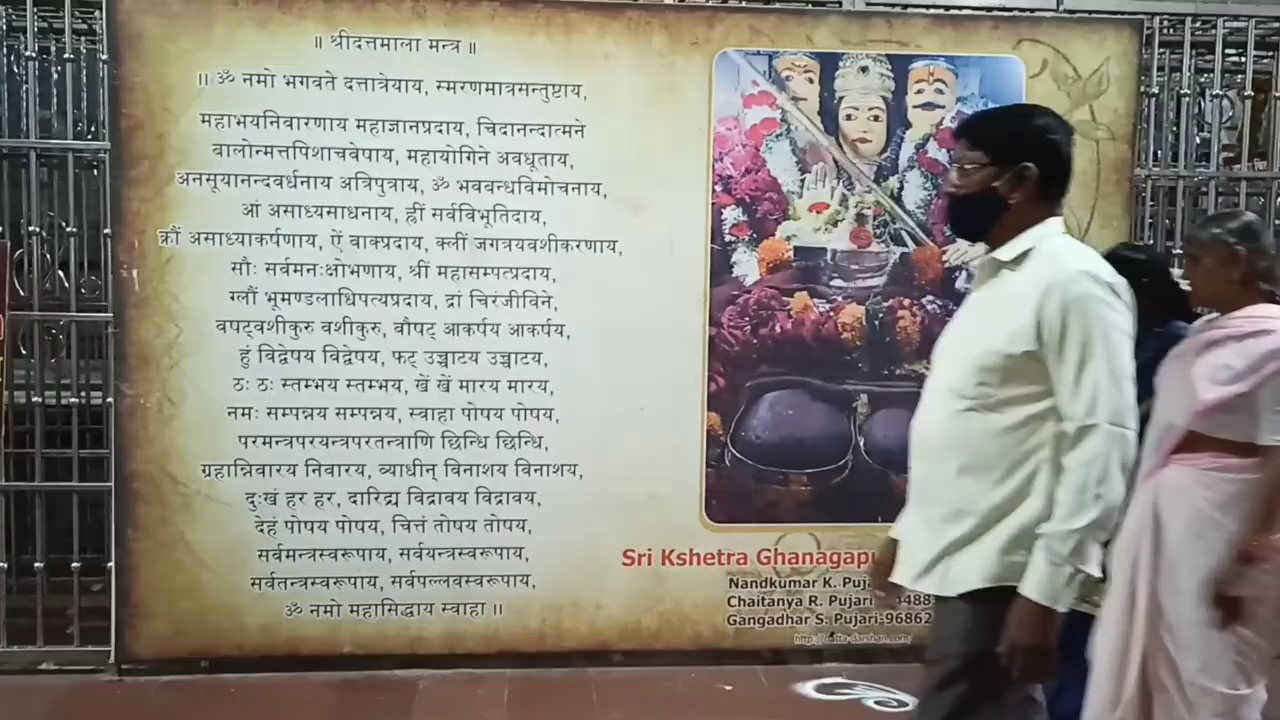 ॥ श्रीदत्तमाला मन्त्र ॥
॥ ॐ नमो भगवते दत्तात्रेयाय, स्मरणमात्रसन्तुष्टाय,
महाभयनिवारणाय महाज्ञानप्रदाय, चिदानन्दात्मने
बालोन्मत्तपिशाचवेषाय, महायोगिने अवधूताय,
अनसूयानन्दवर्धनाय अत्रिपुत्राय, ॐ भवबन्धविमोचनाय,
आं असाध्यसाधनाय, ह्रीं सर्वविभूतिदाय,
क्रौं असाध्याकर्षणाय, ऐं वाक्प्रदाय, क्लीं जगत्रयवशीकरणाय,
सौः सर्वमनःक्षोभणाय, श्रीं महासम्पत्प्रदाय,
ग्लौं भूमण्डलाधिपत्यप्रदाय, द्रां चिरंजीविने,
वषट्वशीकुरु वशीकुरु, वौषट् आकर्षय आकर्षय,
हुं विद्वेषय विद्वेषय, फट् उच्चाटय उच्चाटय,
ठः ठः स्तम्भय स्तम्भय, खें खें मारय मारय,
नमः सम्पन्नय सम्पन्नय, स्वाहा पोषय पोषय,
परमन्त्रपरयन्त्रपरतन्त्राणि छिन्धि छिन्धि,
ग्रहान्निवारय निवारय, व्याधीन् विनाशय विनाशय,
दुःखं हर हर, दारिद्र्य विद्रावय विद्रावय,
देहं पोषय पोषय, चित्तं तोषय तोषय,
सर्वमन्त्रस्वरूपाय, सर्वयन्त्रस्वरूपाय,
सर्वतन्त्रस्वरूपाय, सर्वपल्लवस्वरूपाय,
ॐ नमो महासिद्धाय स्वाहा ॥
Sri Kshetra
Nandkumar K.
Chaitanya R. Pujari
Gangadhar S. Pujari-96862